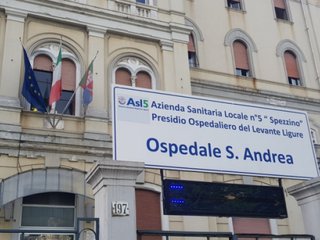 Asl5 Azienda Sanitaria Locale n°5 " Spezzino"
Presidio Ospedaliero del Levante Ligure
Ospedale S. Andrea
197